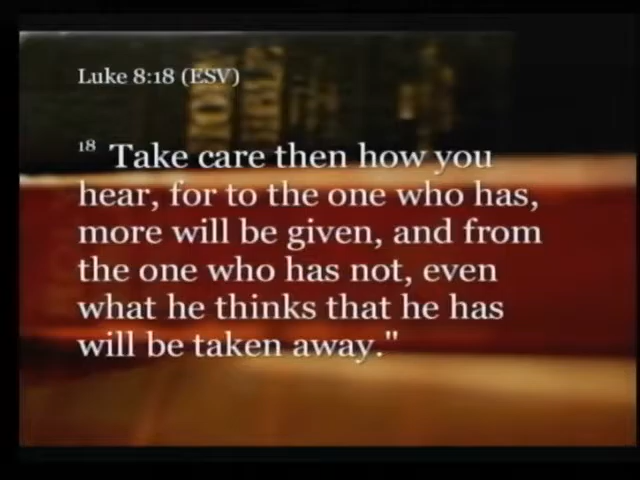 Luke 8:18 (ESV)
18 Take care then how you
hear, for to the one who has,
more will be given, and from
the one who has not, even
what he thinks that he has
will be taken away."